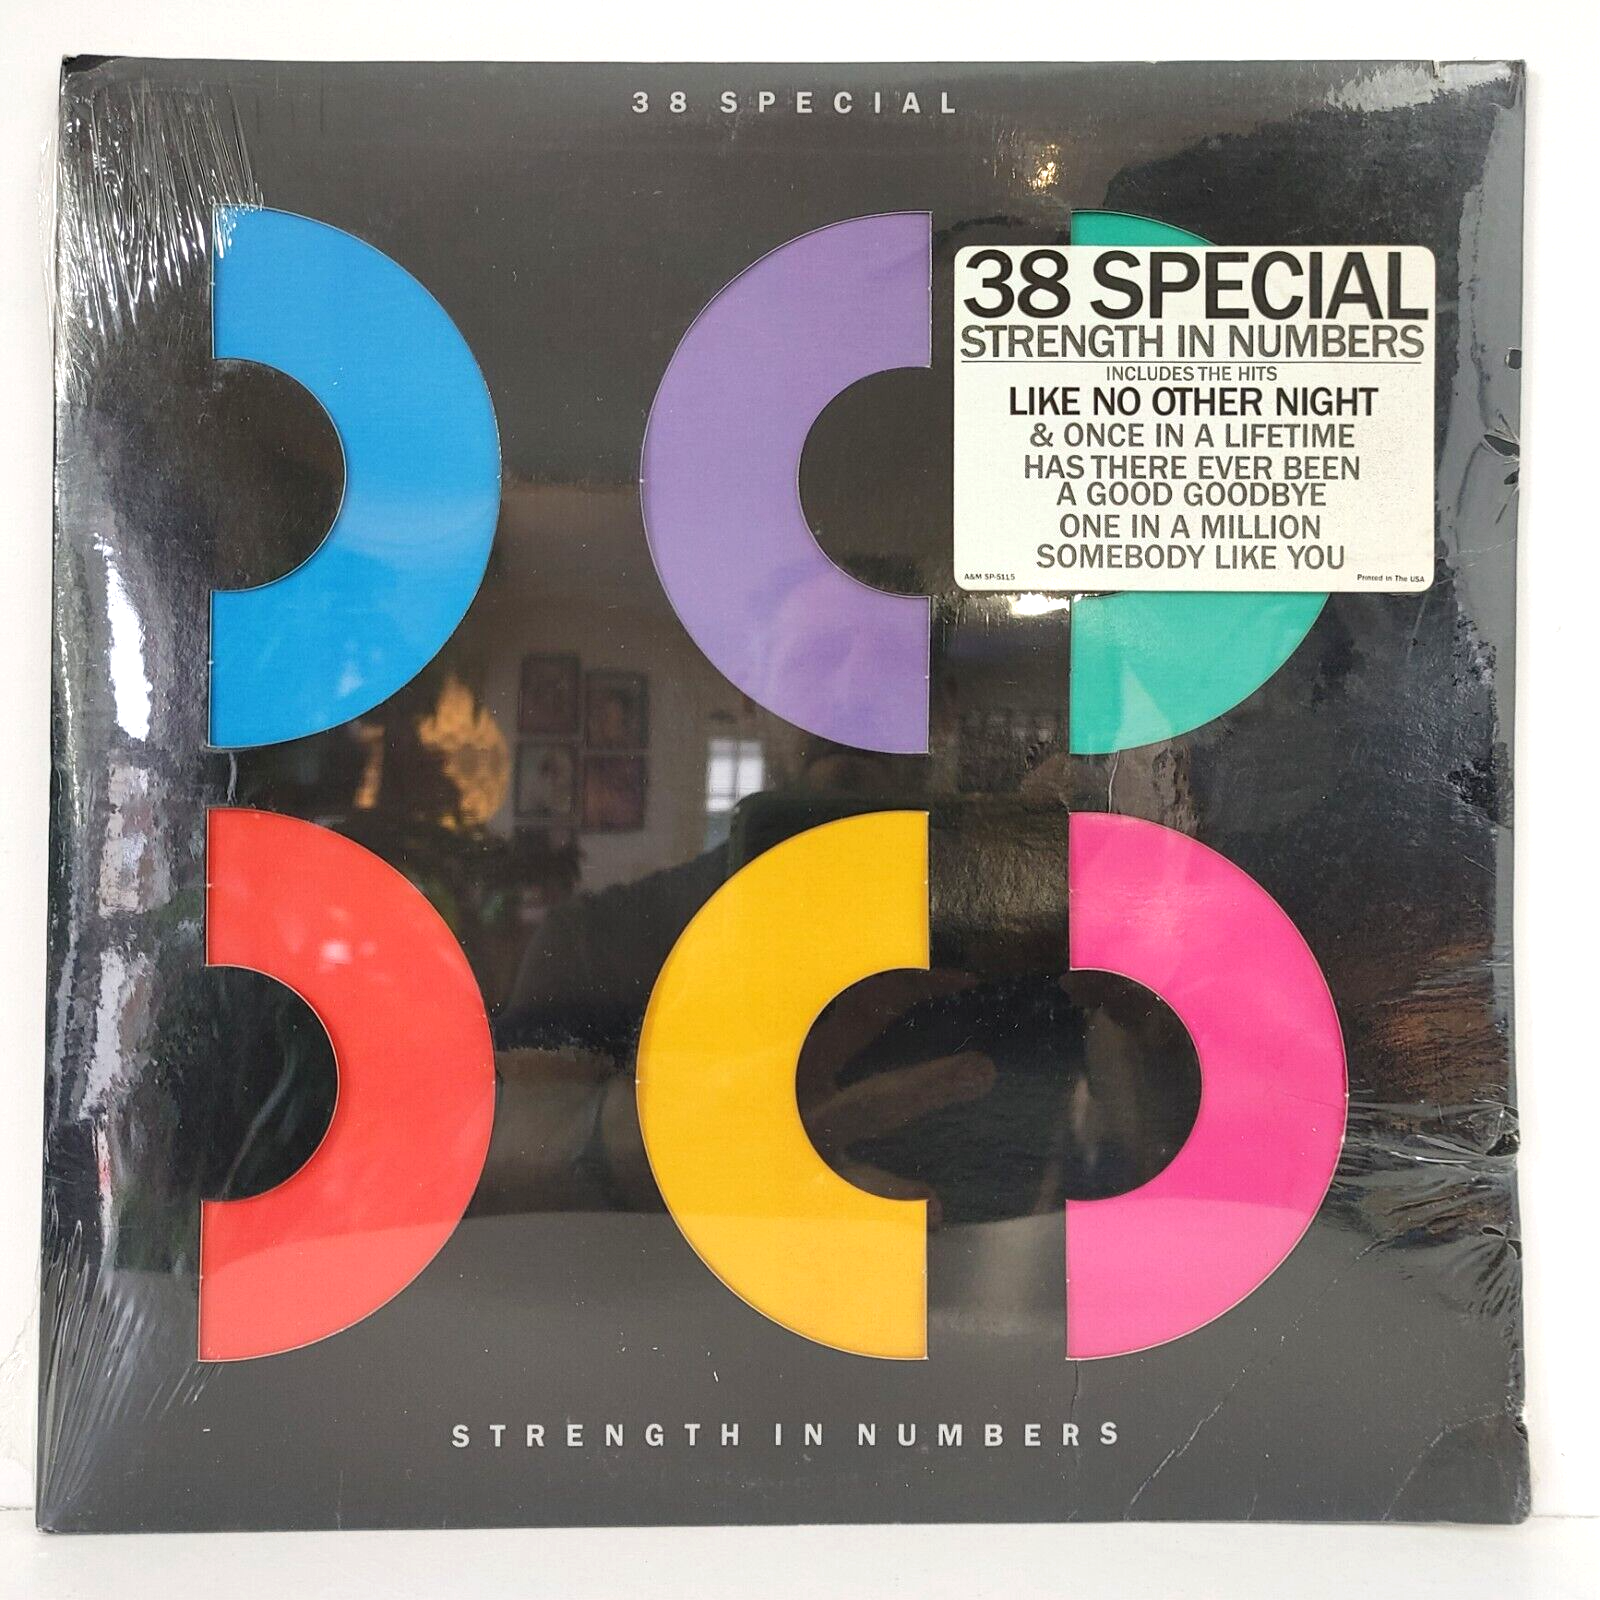 38 SPECIAL
38 SPECIAL
STRENGTH IN NUMBERS
INCLUDES THE HITS
LIKE NO OTHER NIGHT
& ONCE IN A LIFETIME
HAS THERE EVER BEEN
A GOOD GOODBYE
ONE IN A MILLION
SOMEBODY LIKE YOU
A&M SP-5115 Printed in The USA
STRENGTH IN NUMBERS